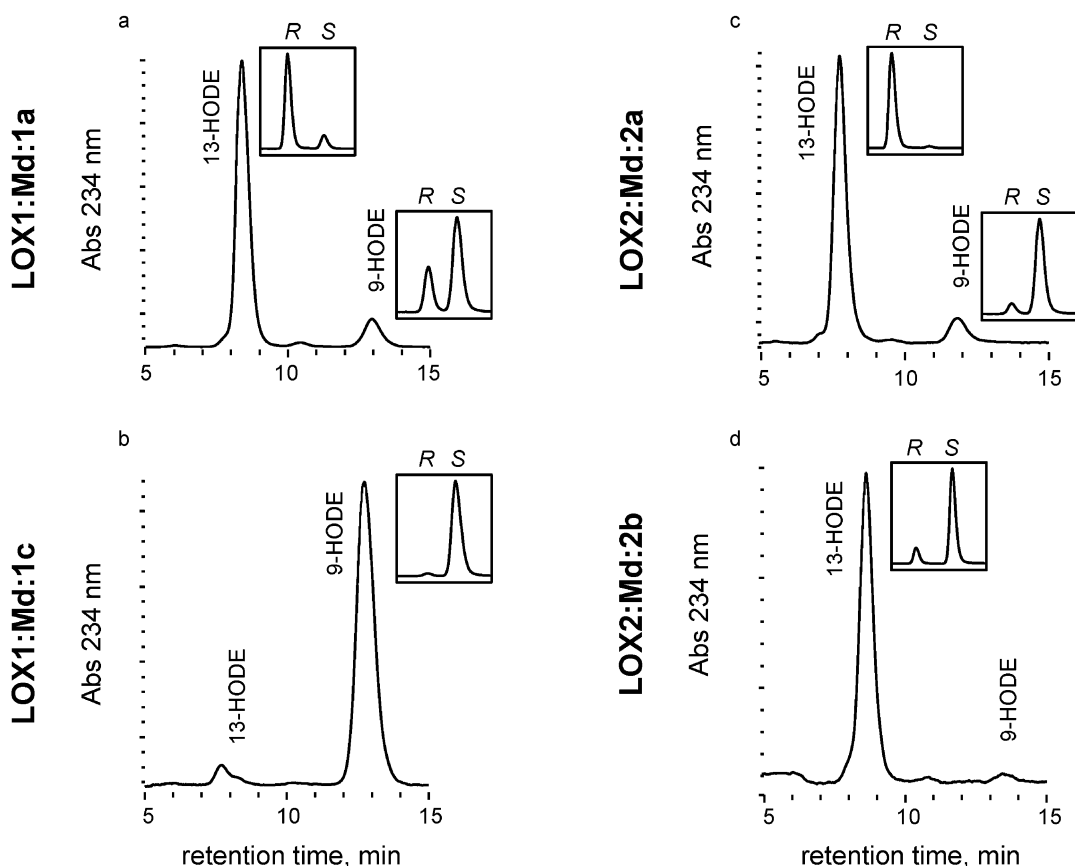 a
R S
13-HODE
9-HODE
R S
LOX1:Md:1a
Abs 234 nm
5 10 15
c
R S
13-HODE
9-HODE
R S
LOX2:Md:2a
Abs 234 nm
5 10 15
b
R S
9-HODE
13-HODE
LOX1:Md:1c
Abs 234 nm
5 10 15
retention time, min
d
R S
13-HODE
9-HODE
LOX2:Md:2b
Abs 234 nm
5 10 15
retention time, min